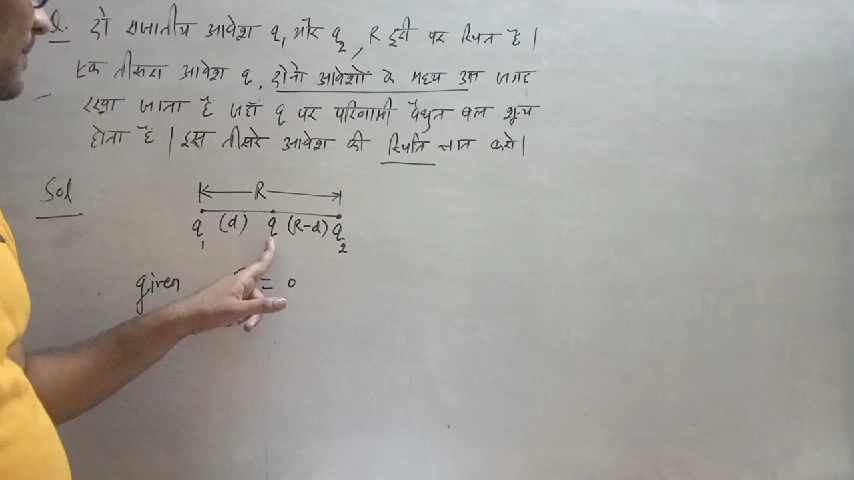 Q. दो सजातीय आवेश q₁ और q₂, R दूरी पर स्थित है।
एक तीसरा आवेश q, दोनो आवेशों के मध्य उस जगह
रखा जाता है जहाँ q पर परिणामी वैधुत बल शून्य
होता है। इस तीसरे आवेश की स्थिति ज्ञात करो।
Sol
R
q₁ (d) q (R-d) q₂
given = 0